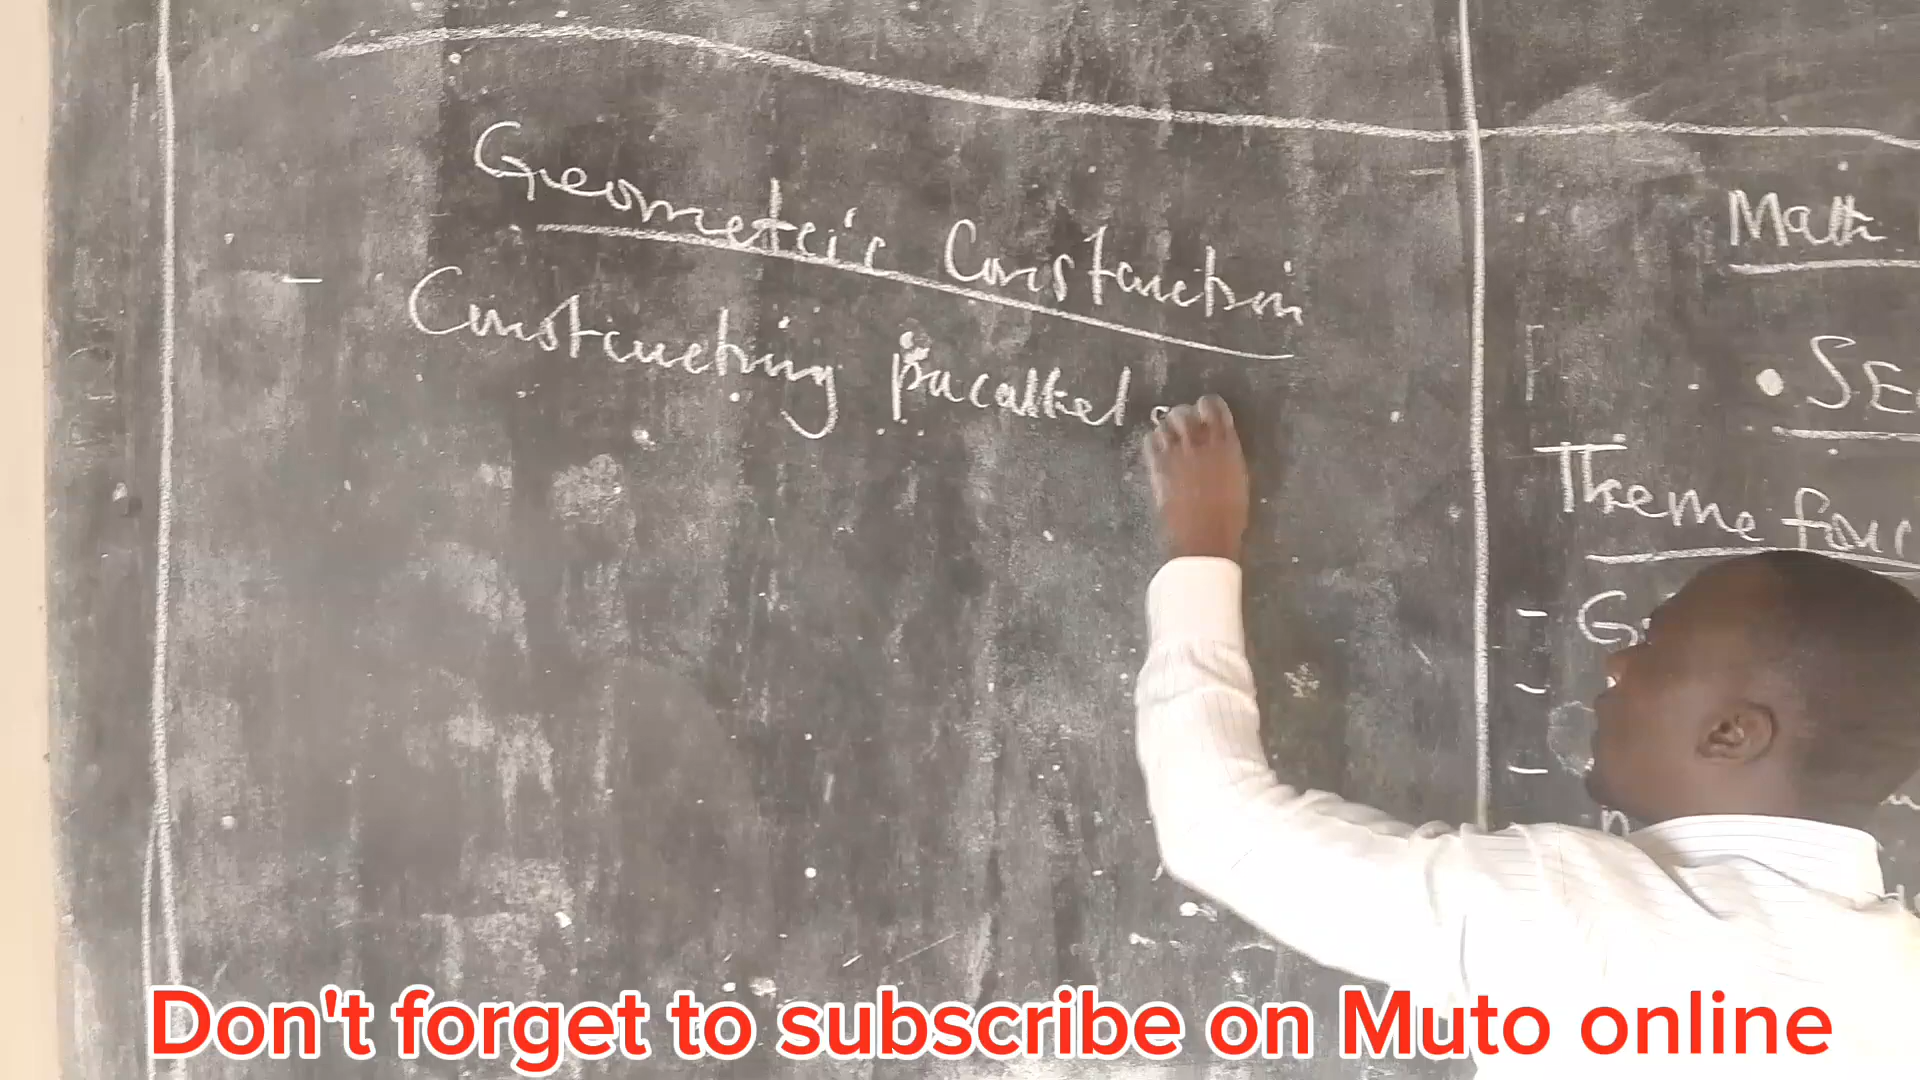 Geometric Construction
- Constructing parallel
Math
• SE
Theme four
- G
-
-
Don't forget to subscribe on Muto online